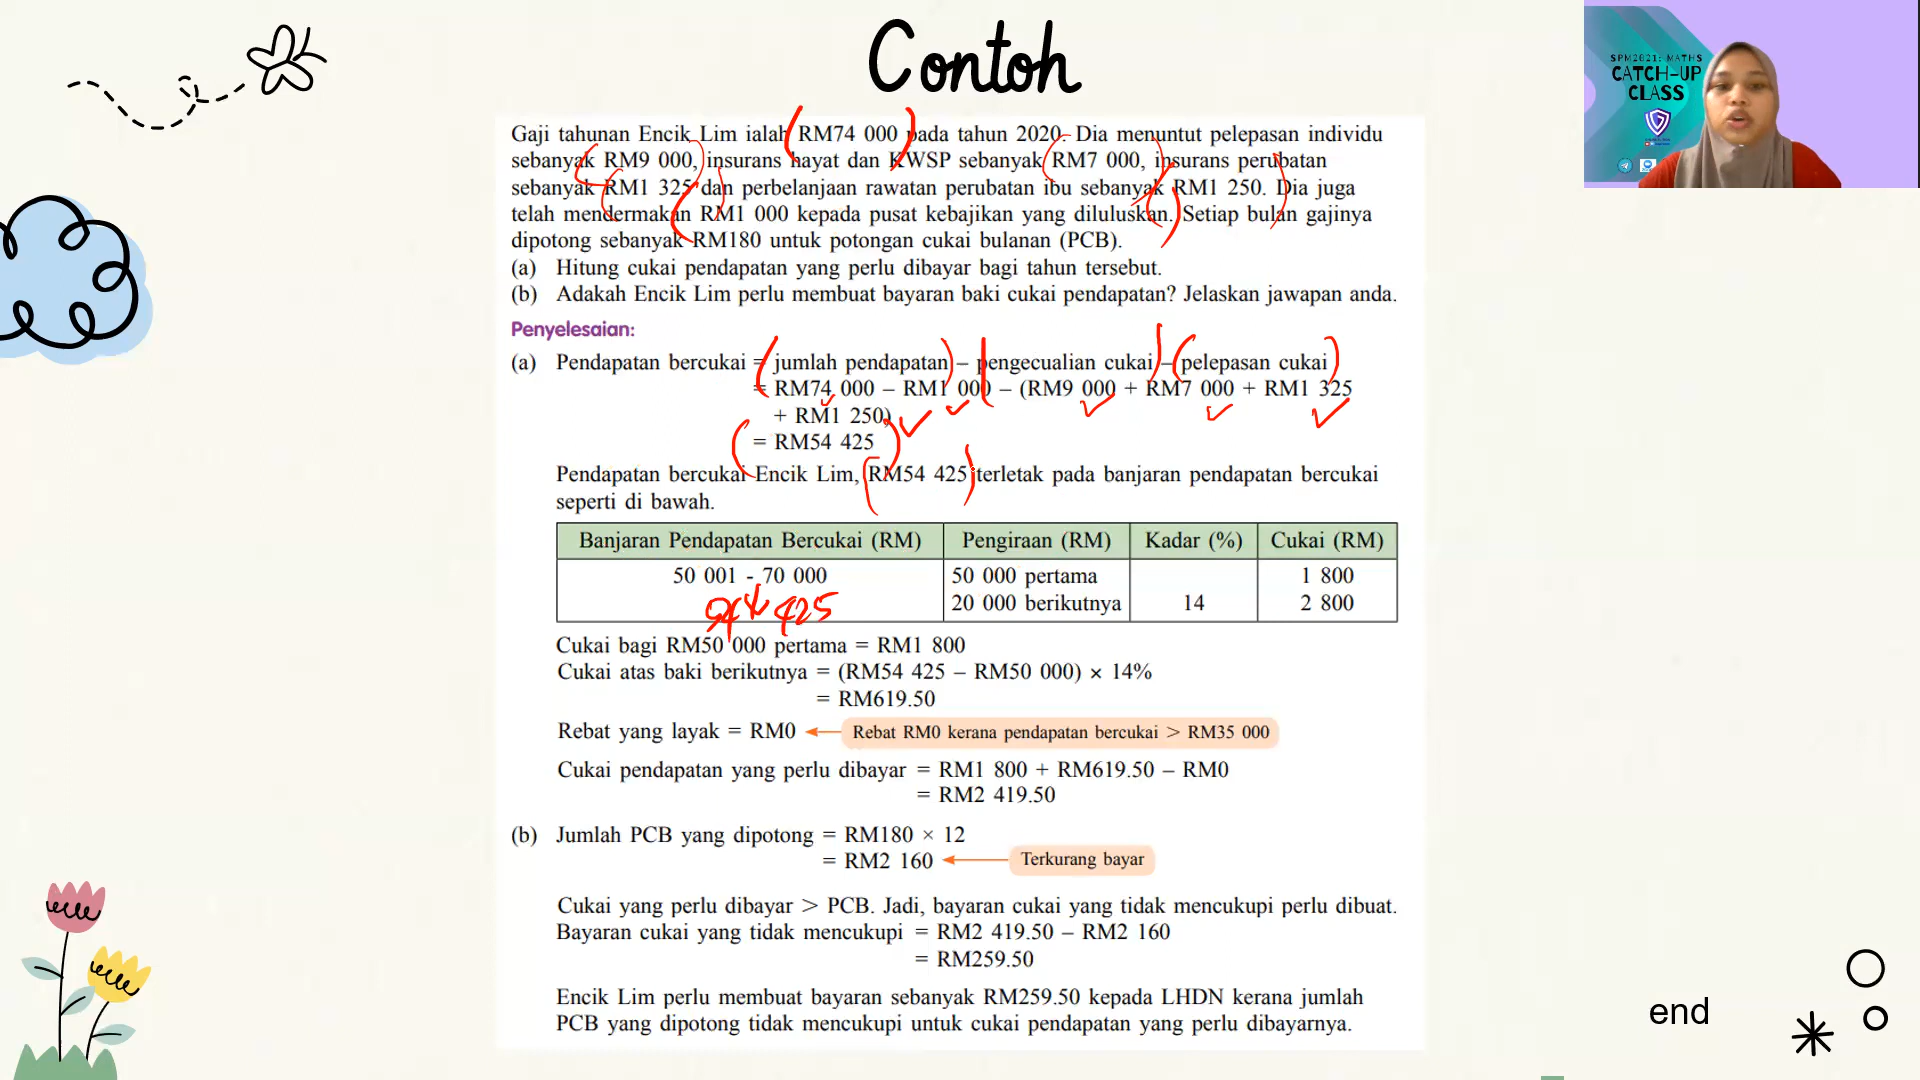 Contoh
SPM2021: MATHS
CATCH-UP
CLASS
Gaji tahunan Encik Lim ialah RM74 000 pada tahun 2020. Dia menuntut pelepasan individu
sebanyak RM9 000, insurans hayat dan KWSP sebanyak RM7 000, insurans perubatan
sebanyak RM1 325 dan perbelanjaan rawatan perubatan ibu sebanyak RM1 250. Dia juga
telah mendermakan RM1 000 kepada pusat kebajikan yang diluluskan. Setiap bulan gajinya
dipotong sebanyak RM180 untuk potongan cukai bulanan (PCB).
(a) Hitung cukai pendapatan yang perlu dibayar bagi tahun tersebut.
(b) Adakah Encik Lim perlu membuat bayaran baki cukai pendapatan? Jelaskan jawapan anda.
Penyelesaian:
(a) Pendapatan bercukai = jumlah pendapatan – pengecualian cukai – pelepasan cukai
= RM74 000 – RM1 000 – (RM9 000 + RM7 000 + RM1 325
+ RM1 250)
= RM54 425
Pendapatan bercukai Encik Lim, RM54 425 terletak pada banjaran pendapatan bercukai
seperti di bawah.
Banjaran Pendapatan Bercukai (RM) Pengiraan (RM) Kadar (%) Cukai (RM)
50 001 - 70 000 50 000 pertama 1 800
20 000 berikutnya 14 2 800
54 425
Cukai bagi RM50 000 pertama = RM1 800
Cukai atas baki berikutnya = (RM54 425 – RM50 000) × 14%
= RM619.50
Rebat yang layak = RM0 Rebat RM0 kerana pendapatan bercukai > RM35 000
Cukai pendapatan yang perlu dibayar = RM1 800 + RM619.50 – RM0
= RM2 419.50
(b) Jumlah PCB yang dipotong = RM180 × 12
= RM2 160 Terkurang bayar
Cukai yang perlu dibayar > PCB. Jadi, bayaran cukai yang tidak mencukupi perlu dibuat.
Bayaran cukai yang tidak mencukupi = RM2 419.50 – RM2 160
= RM259.50
Encik Lim perlu membuat bayaran sebanyak RM259.50 kepada LHDN kerana jumlah
PCB yang dipotong tidak mencukupi untuk cukai pendapatan yang perlu dibayarnya.
end